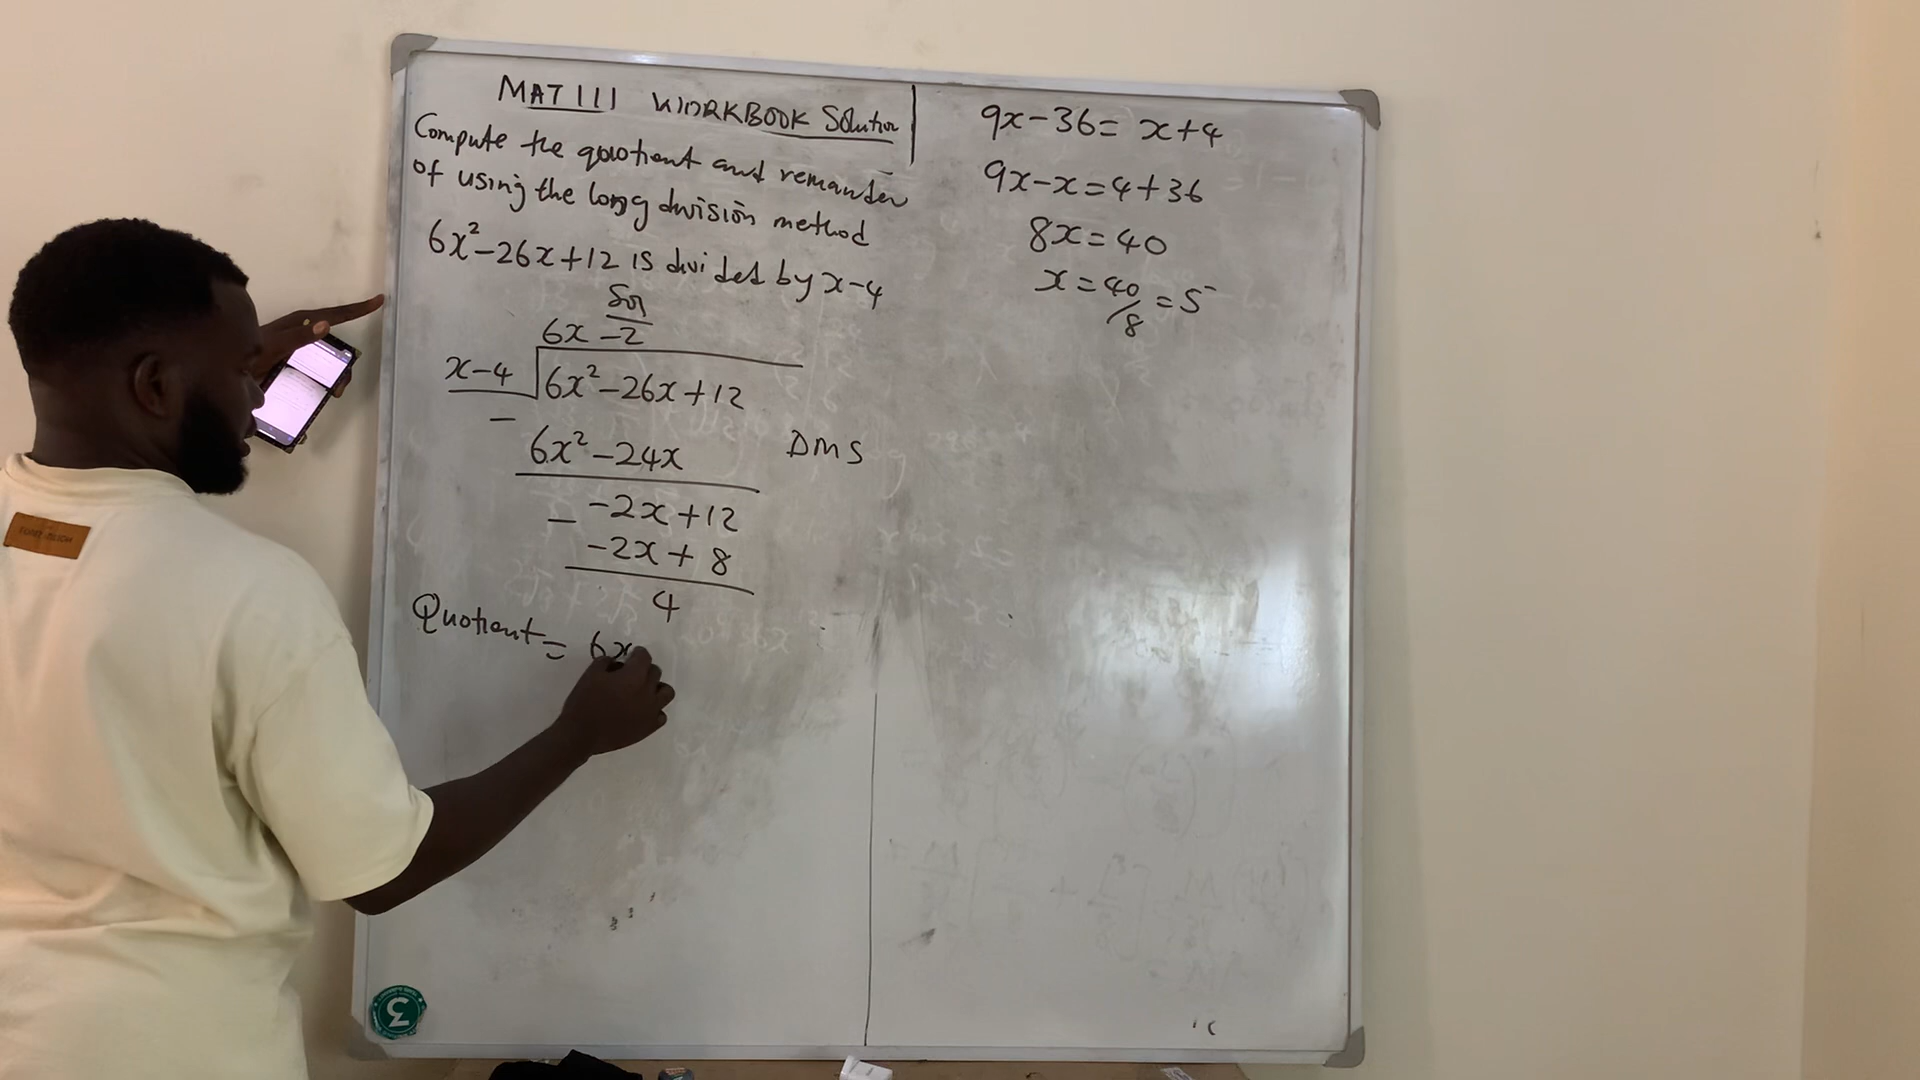 MAT 111 WORKBOOK Solution
Compute the quotient and remander
of using the long division method
6x²-26x+12 is divided by x-4
Sol
6x -2
x-4 6x²-26x+12
-
6x²-24x DMS
-2x+12
-
-2x+8
4
Quotient = 6x
9x-36= x+4
9x-x=4+36
8x=40
x=40/8=5